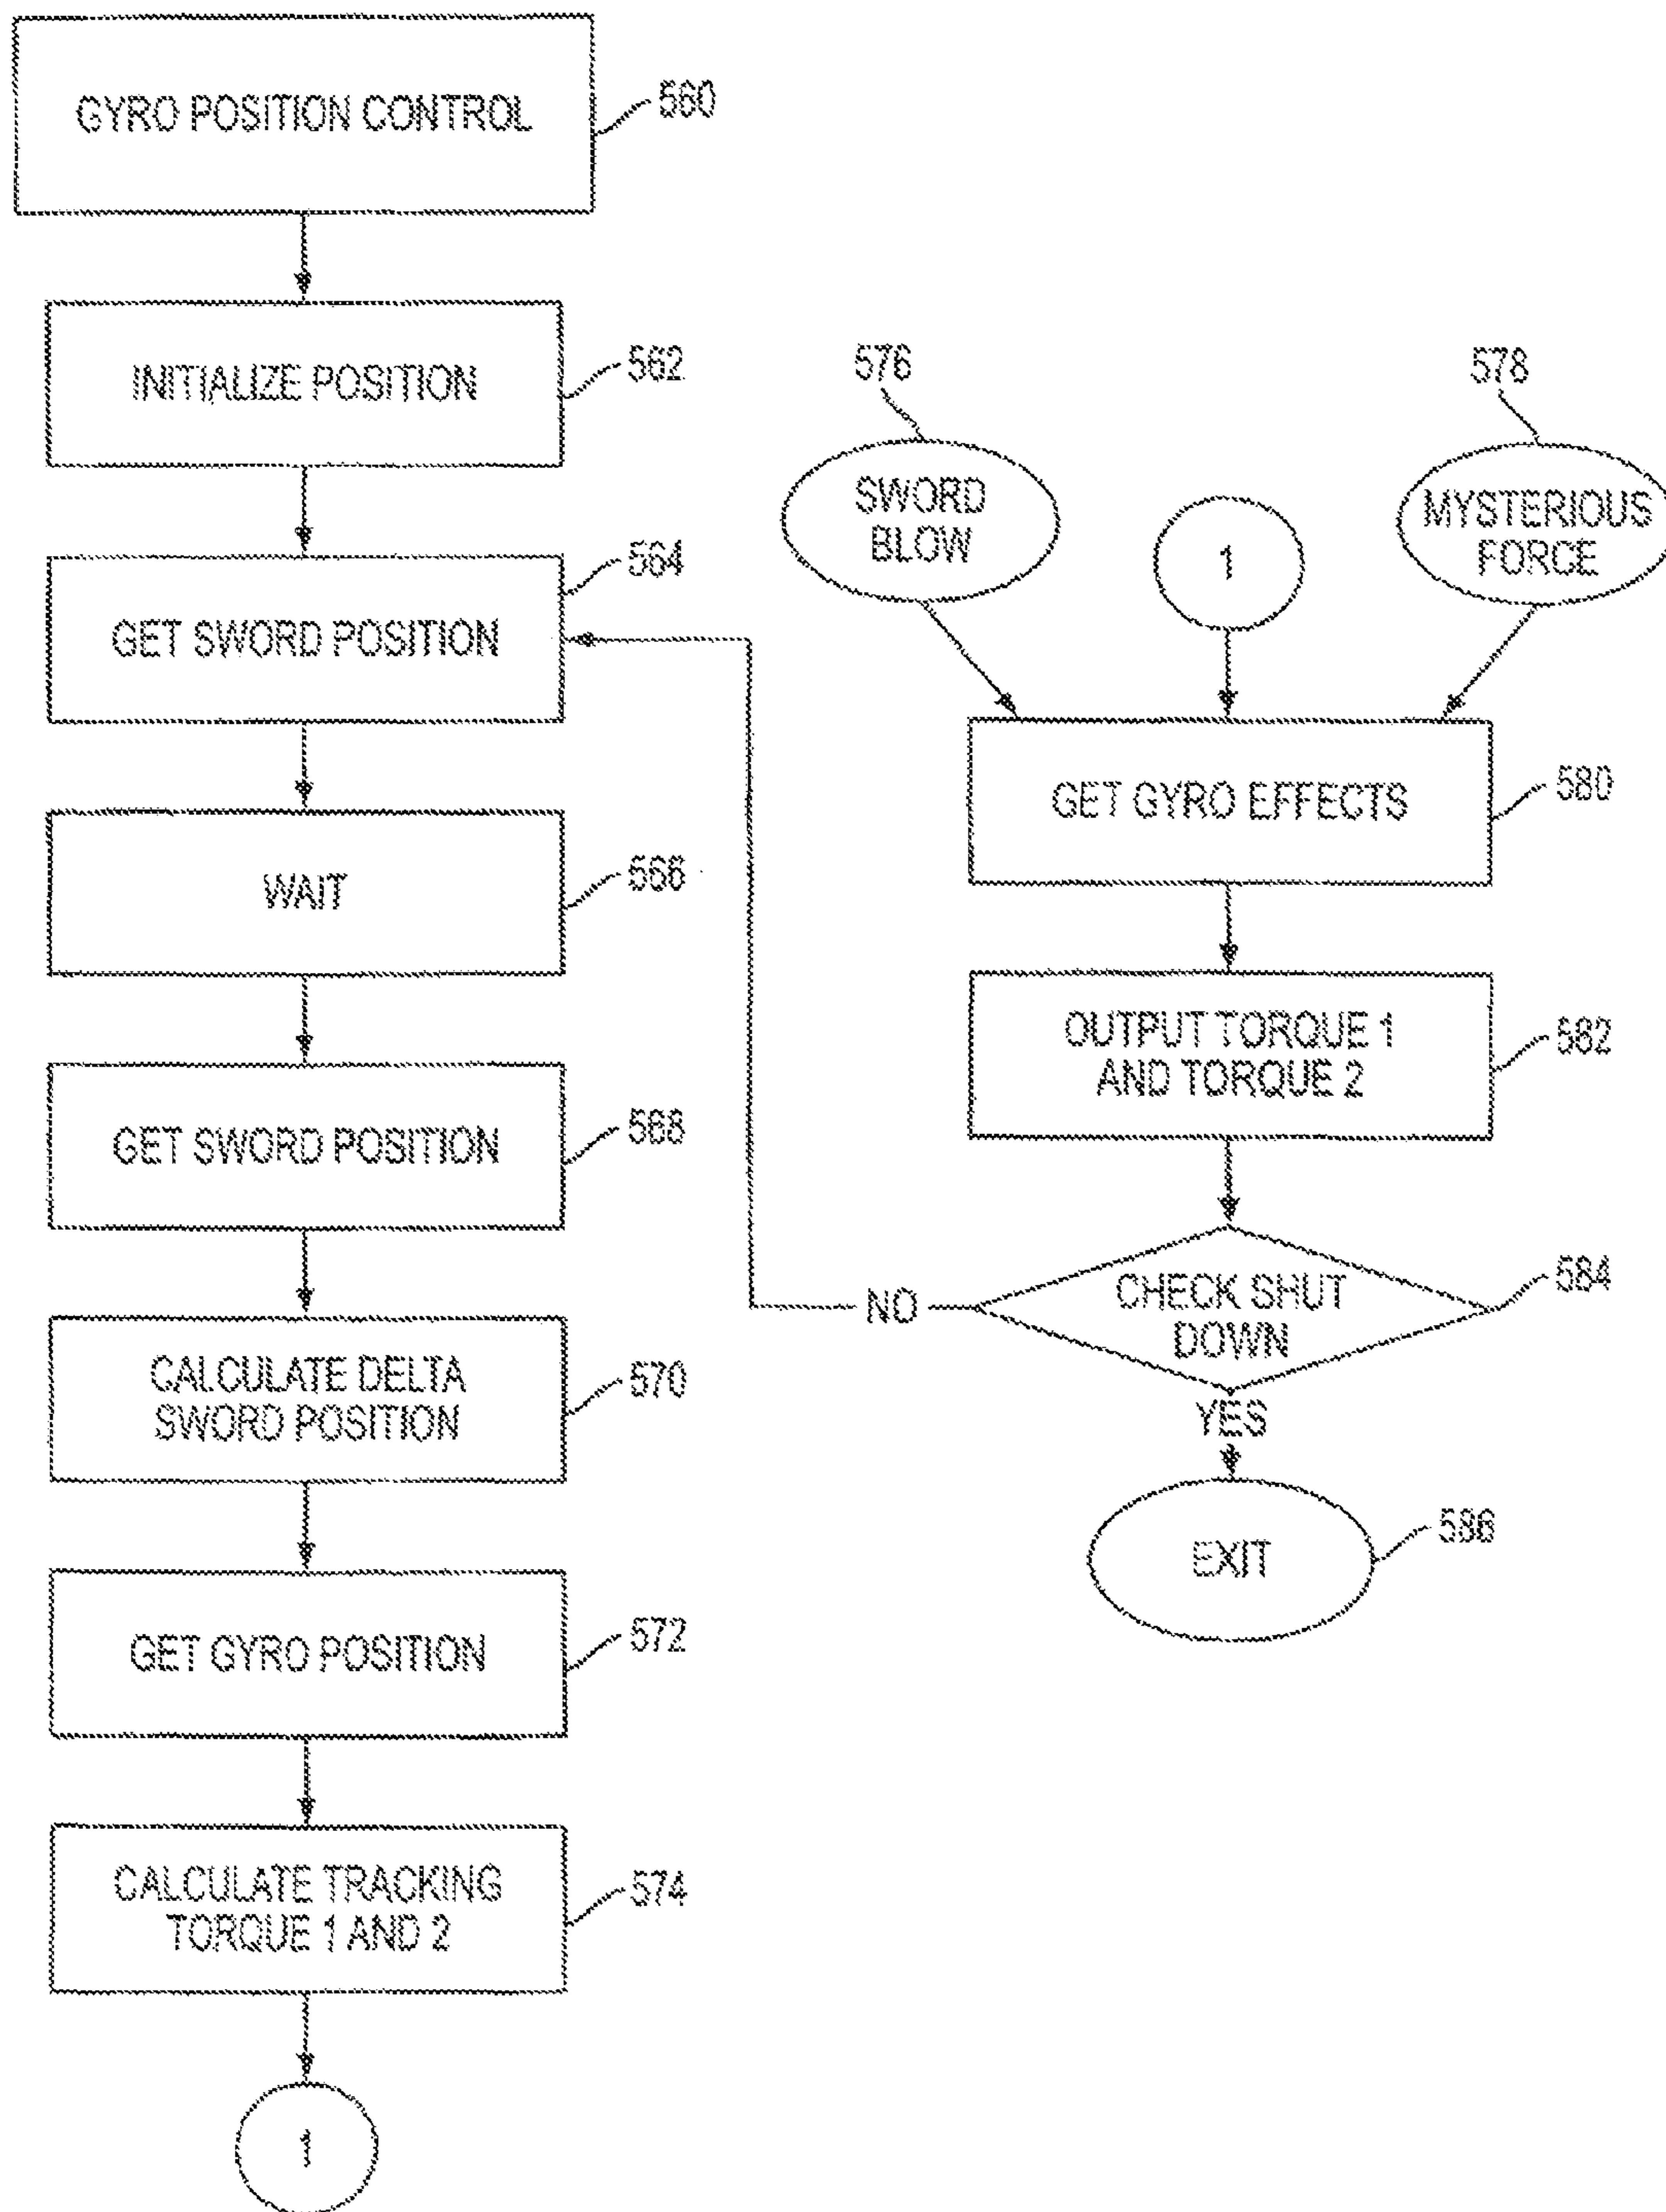 GYRO POSITION CONTROL
560
INITIALIZE POSITION
562
GET SWORD POSITION
564
WAIT
566
GET SWORD POSITION
568
CALCULATE DELTA
SWORD POSITION
570
GET GYRO POSITION
572
CALCULATE TRACKING
TORQUE 1 AND 2
574
1
576
SWORD
BLOW
1
578
MYSTERIOUS
FORCE
GET GYRO EFFECTS
580
OUTPUT TORQUE 1
AND TORQUE 2
582
CHECK SHUT
DOWN
584
NO
YES
EXIT
586